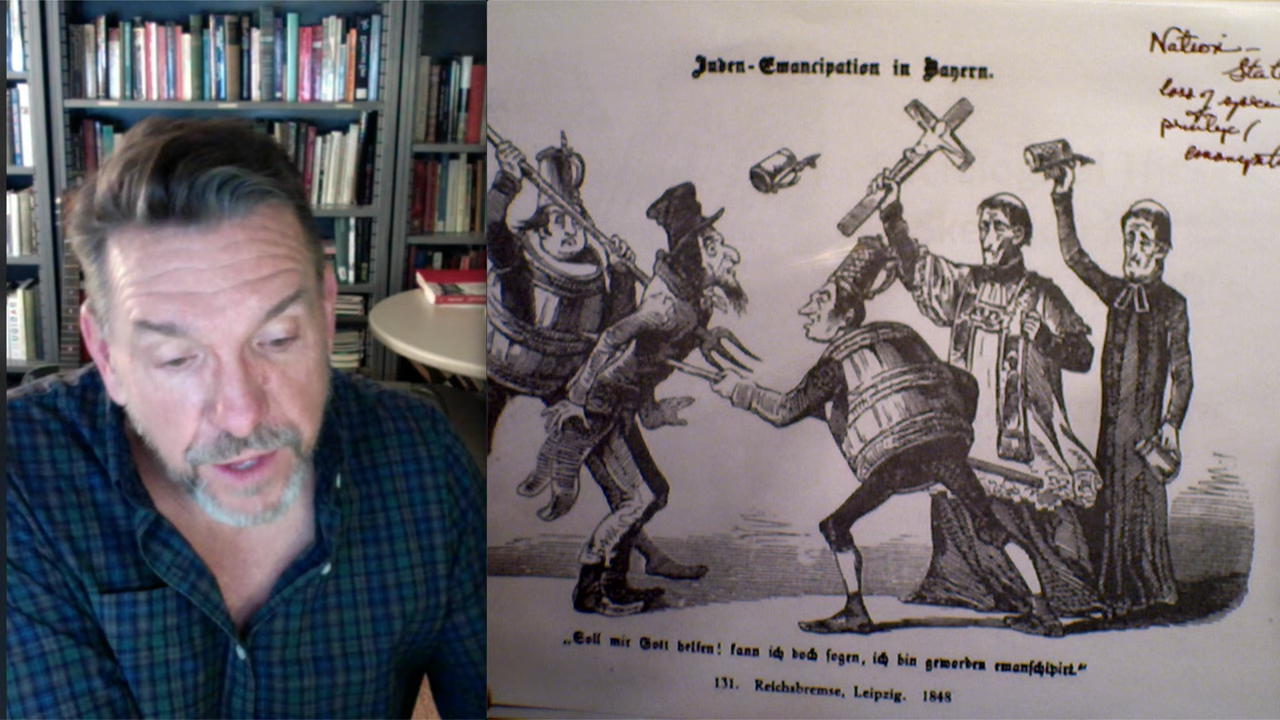 Juden-Emancipation in Bayern.
Nation-
State
loss of
privilege/
„Soll mir Gott helfen! kann ich doch sogen, ich bin geworden emanschipirt.“
131. Reichsbremse, Leipzig. 1848